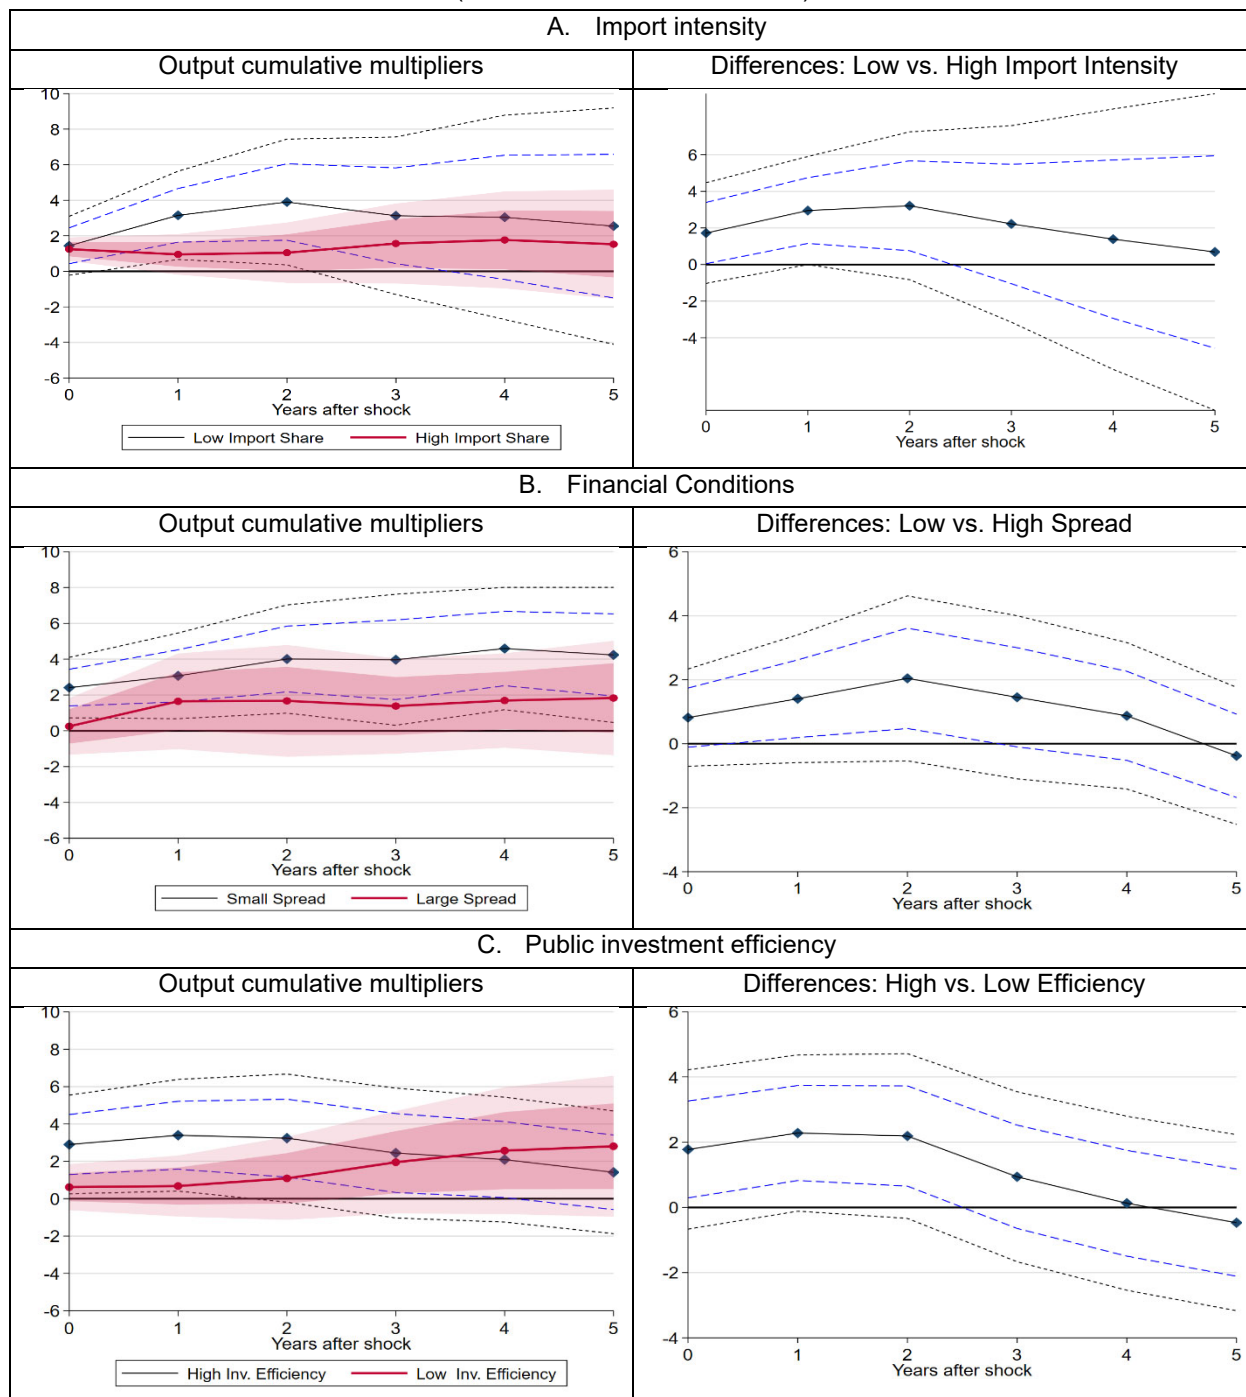 A. Import intensity
Output cumulative multipliers
Differences: Low vs. High Import Intensity
10
8
6
4
2
0
-2
-4
-6
0 1 2 3 4 5
Years after shock
Low Import Share High Import Share
6
4
2
0
-2
-4
0 1 2 3 4 5
Years after shock
B. Financial Conditions
Output cumulative multipliers
Differences: Low vs. High Spread
10
8
6
4
2
0
-2
-4
-6
0 1 2 3 4 5
Years after shock
Small Spread Large Spread
6
4
2
0
-2
-4
0 1 2 3 4 5
Years after shock
C. Public investment efficiency
Output cumulative multipliers
Differences: High vs. Low Efficiency
10
8
6
4
2
0
-2
-4
-6
0 1 2 3 4 5
Years after shock
High Inv. Efficiency Low Inv. Efficiency
6
4
2
0
-2
-4
0 1 2 3 4 5
Years after shock